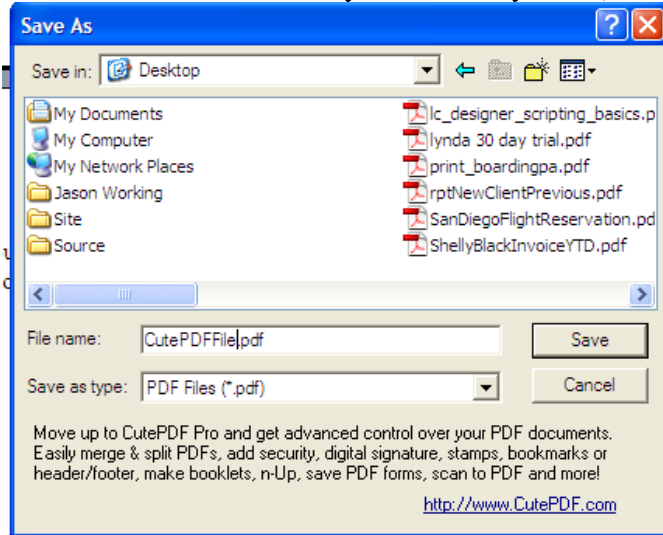 Save As
Save in: Desktop
My Documents
My Computer
My Network Places
Jason Working
Site
Source
lc_designer_scripting_basics.p
lynda 30 day trial.pdf
print_boardingpa.pdf
rptNewClientPrevious.pdf
SanDiegoFlightReservation.pd
ShellyBlackInvoiceYTD.pdf
File name: CutePDFFile.pdf
Save
Save as type: PDF Files (*.pdf)
Cancel
Move up to CutePDF Pro and get advanced control over your PDF documents.
Easily merge & split PDFs, add security, digital signature, stamps, bookmarks or
header/footer, make booklets, n-Up, save PDF forms, scan to PDF and more!
http://www.CutePDF.com